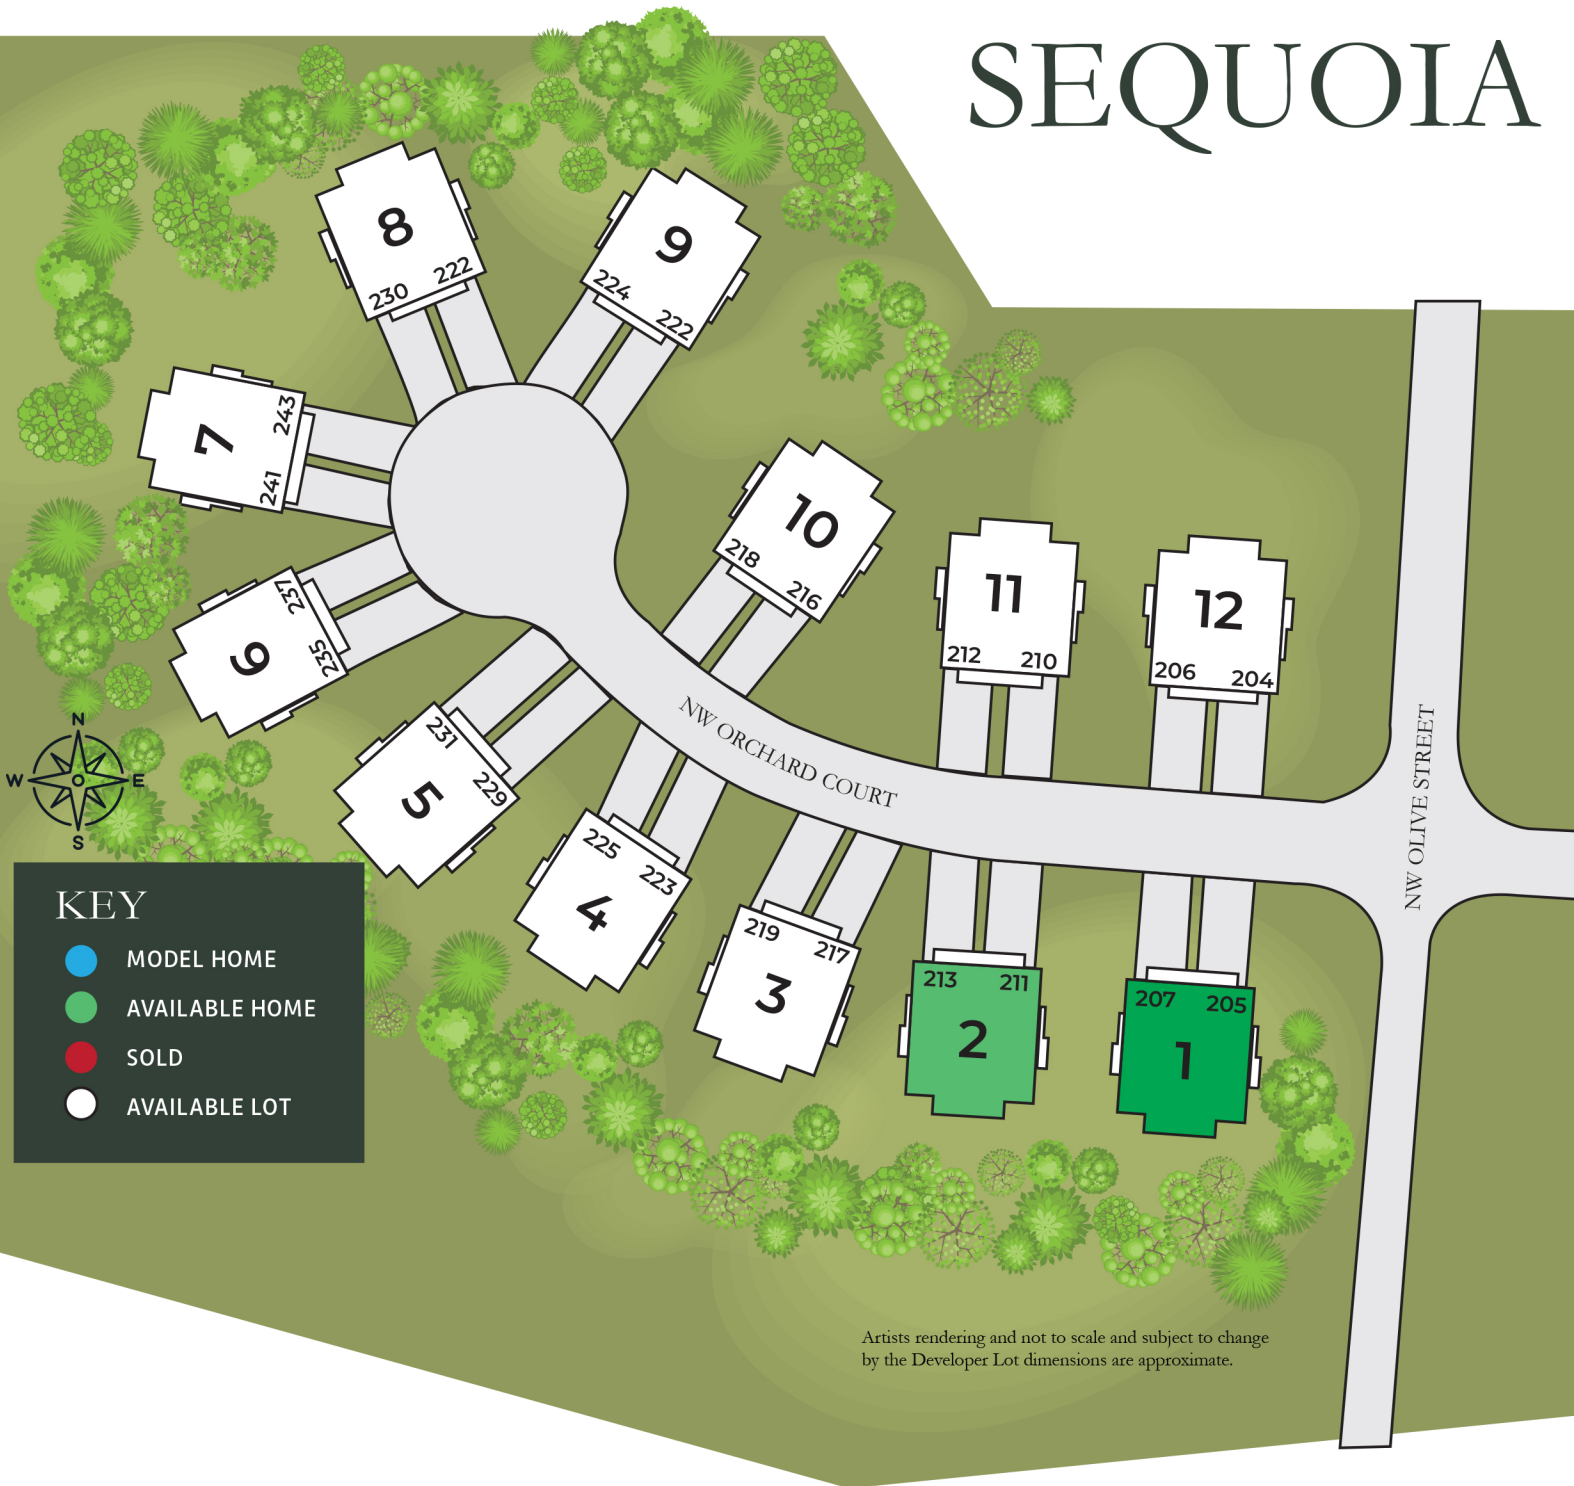 SEQUOIA
8
230 222
9
224 222
7
243
241
10
218 216
11
212 210
12
206 204
6
237
235
5
231
229
4
225 223
3
219 217
2
213 211
1
207 205
NW ORCHARD COURT
NW OLIVE STREET
N
W E
S
KEY
MODEL HOME
AVAILABLE HOME
SOLD
AVAILABLE LOT
Artists rendering and not to scale and subject to change
by the Developer Lot dimensions are approximate.